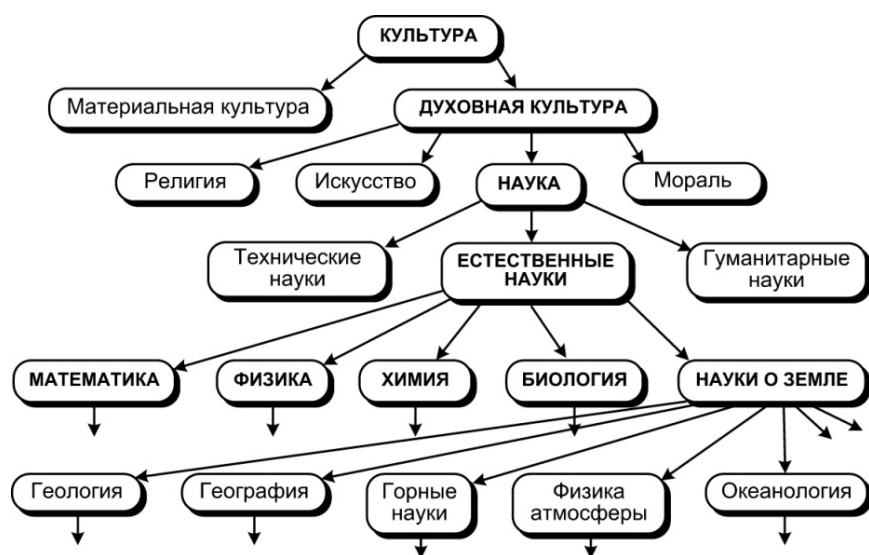 КУЛЬТУРА
Материальная культура
ДУХОВНАЯ КУЛЬТУРА
Религия
Искусство
НАУКА
Мораль
Технические
науки
ЕСТЕСТВЕННЫЕ
НАУКИ
Гуманитарные
науки
МАТЕМАТИКА
ФИЗИКА
ХИМИЯ
БИОЛОГИЯ
НАУКИ О ЗЕМЛЕ
Геология
География
Горные
науки
Физика
атмосферы
Океанология